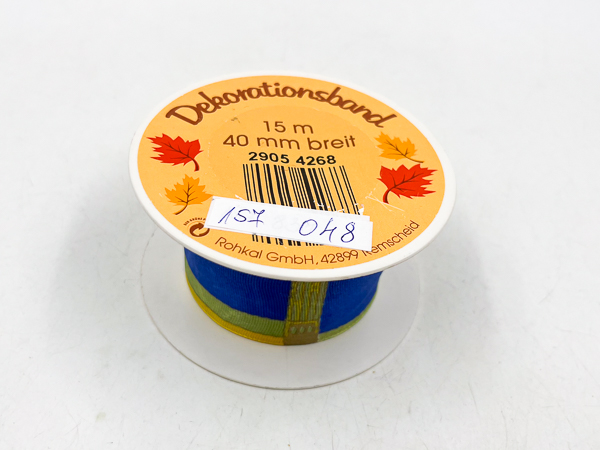 Dekorationsband
15 m
40 mm breit
2905 4268
157 048
Rohkal GmbH, 42899 Remscheid